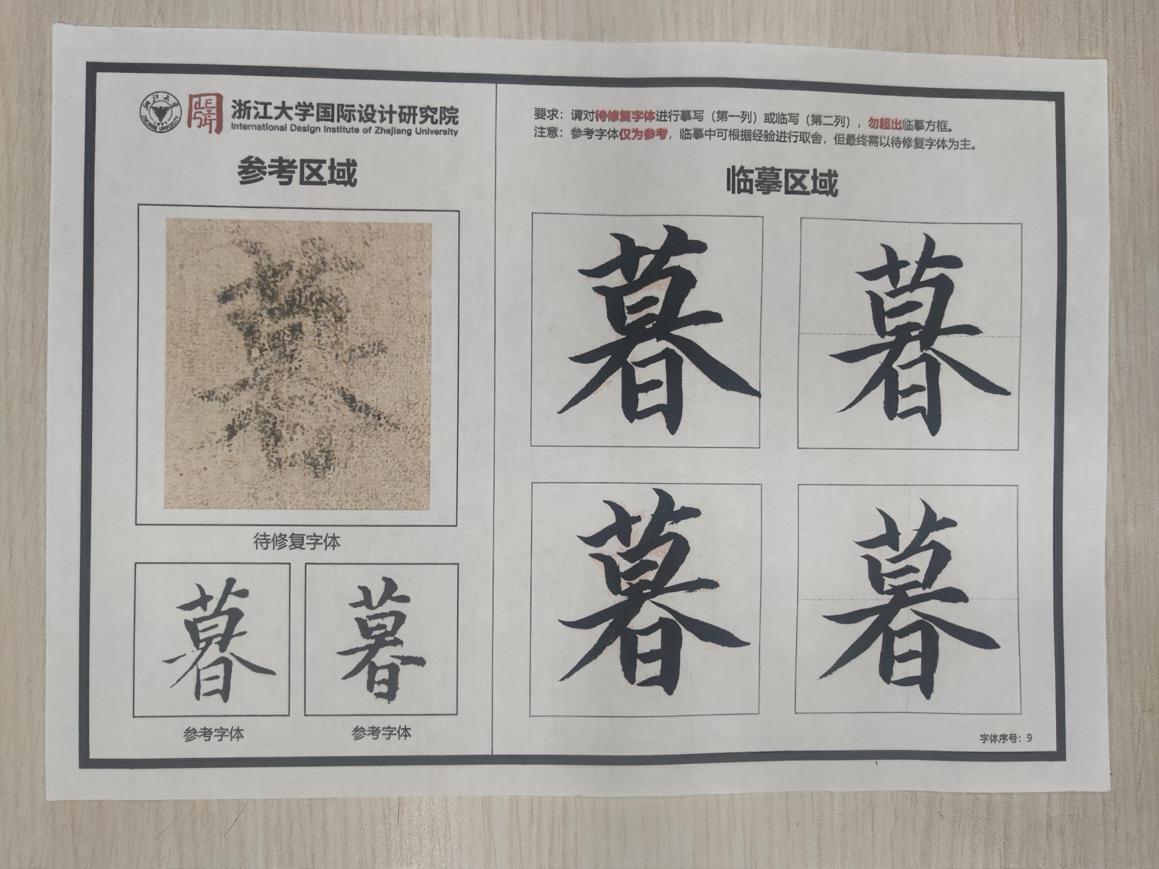 浙江大学国际设计研究院
International Design Institute of Zhejiang University
参考区域
暮
待修复字体
暮
暮
参考字体
参考字体
要求：请对待修复字体进行摹写（第一列）或临写（第二列），勿超出临摹方框。
注意：参考字体仅为参考，临摹中可根据经验进行取舍，但最终需以待修复字体为主。
临摹区域
暮
暮
暮
暮
字体序号：9